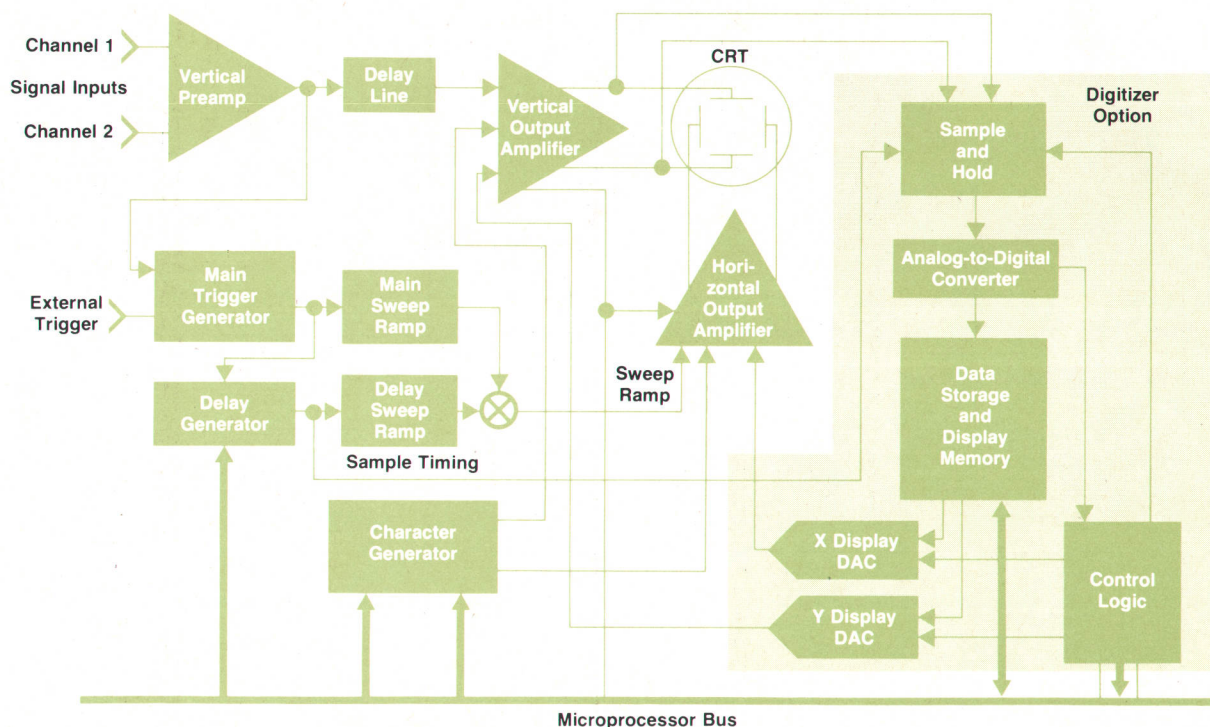 Channel 1
Signal Inputs
Channel 2
Vertical
Preamp
Delay
Line
Vertical
Output
Amplifier
CRT
Digitizer
Option
Sample
and
Hold
External
Trigger
Main
Trigger
Generator
Main
Sweep
Ramp
Hori-
zontal
Output
Amplifier
Analog-to-Digital
Converter
Delay
Generator
Delay
Sweep
Ramp
Sweep
Ramp
Sample Timing
Data
Storage
and
Display
Memory
Character
Generator
X Display
DAC
Y Display
DAC
Control
Logic
Microprocessor Bus